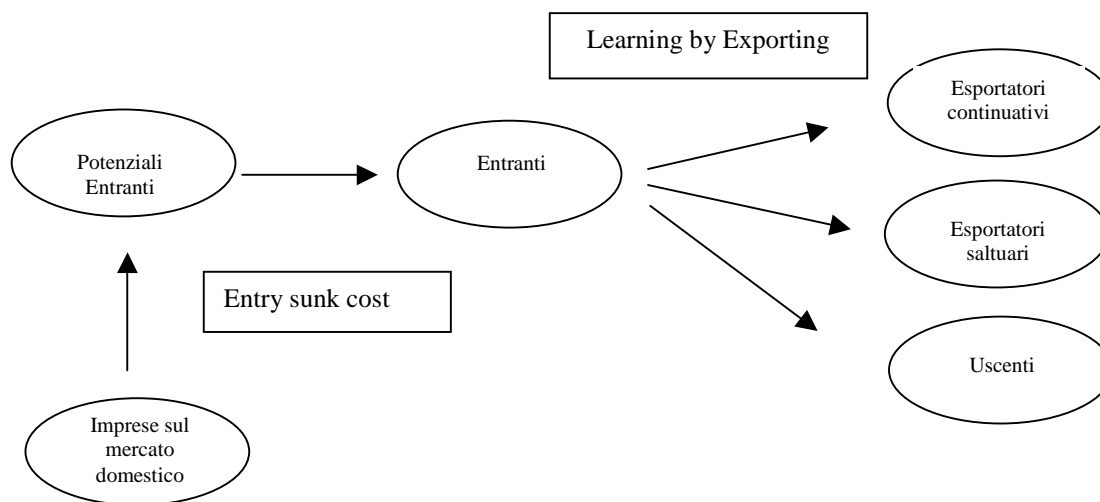 Learning by Exporting
Esportatori
continuativi
Potenziali
Entranti
Entranti
Esportatori
saltuari
Entry sunk cost
Uscenti
Imprese sul
mercato
domestico